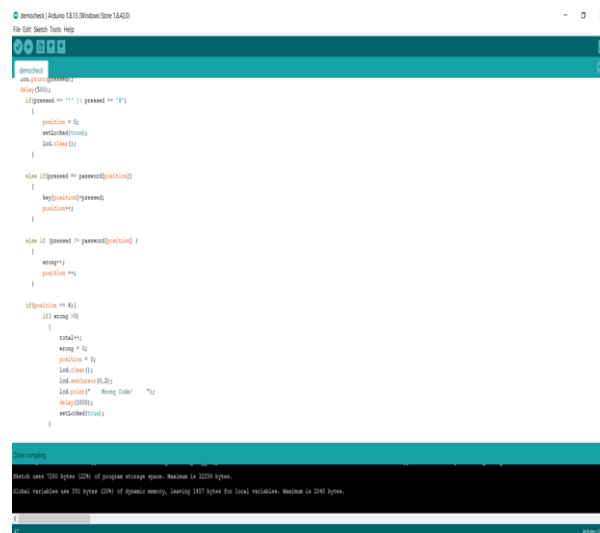 democheck | Arduino 1.8.13 (Windows Store 1.8.42.0)
File Edit Sketch Tools Help
democheck
lcd.print(pressed);
delay(500);
if(pressed == '*' || pressed == '#')
{
position = 0;
setLocked(true);
lcd.clear();
}
else if(pressed == password[position])
{
key[position]=pressed;
position++;
}
else if (pressed != password[position] )
{
wrong++;
position ++;
}
if(position == 4){
if( wrong >0)
{
total++;
wrong = 0;
position = 0;
lcd.clear();
lcd.setCursor(0,2);
lcd.print(" Wrong Code! ");
delay(1000);
setLocked(true);
}
Done compiling.
Sketch uses 7260 bytes (22%) of program storage space. Maximum is 32256 bytes.
Global variables use 591 bytes (28%) of dynamic memory, leaving 1457 bytes for local variables. Maximum is 2048 bytes.